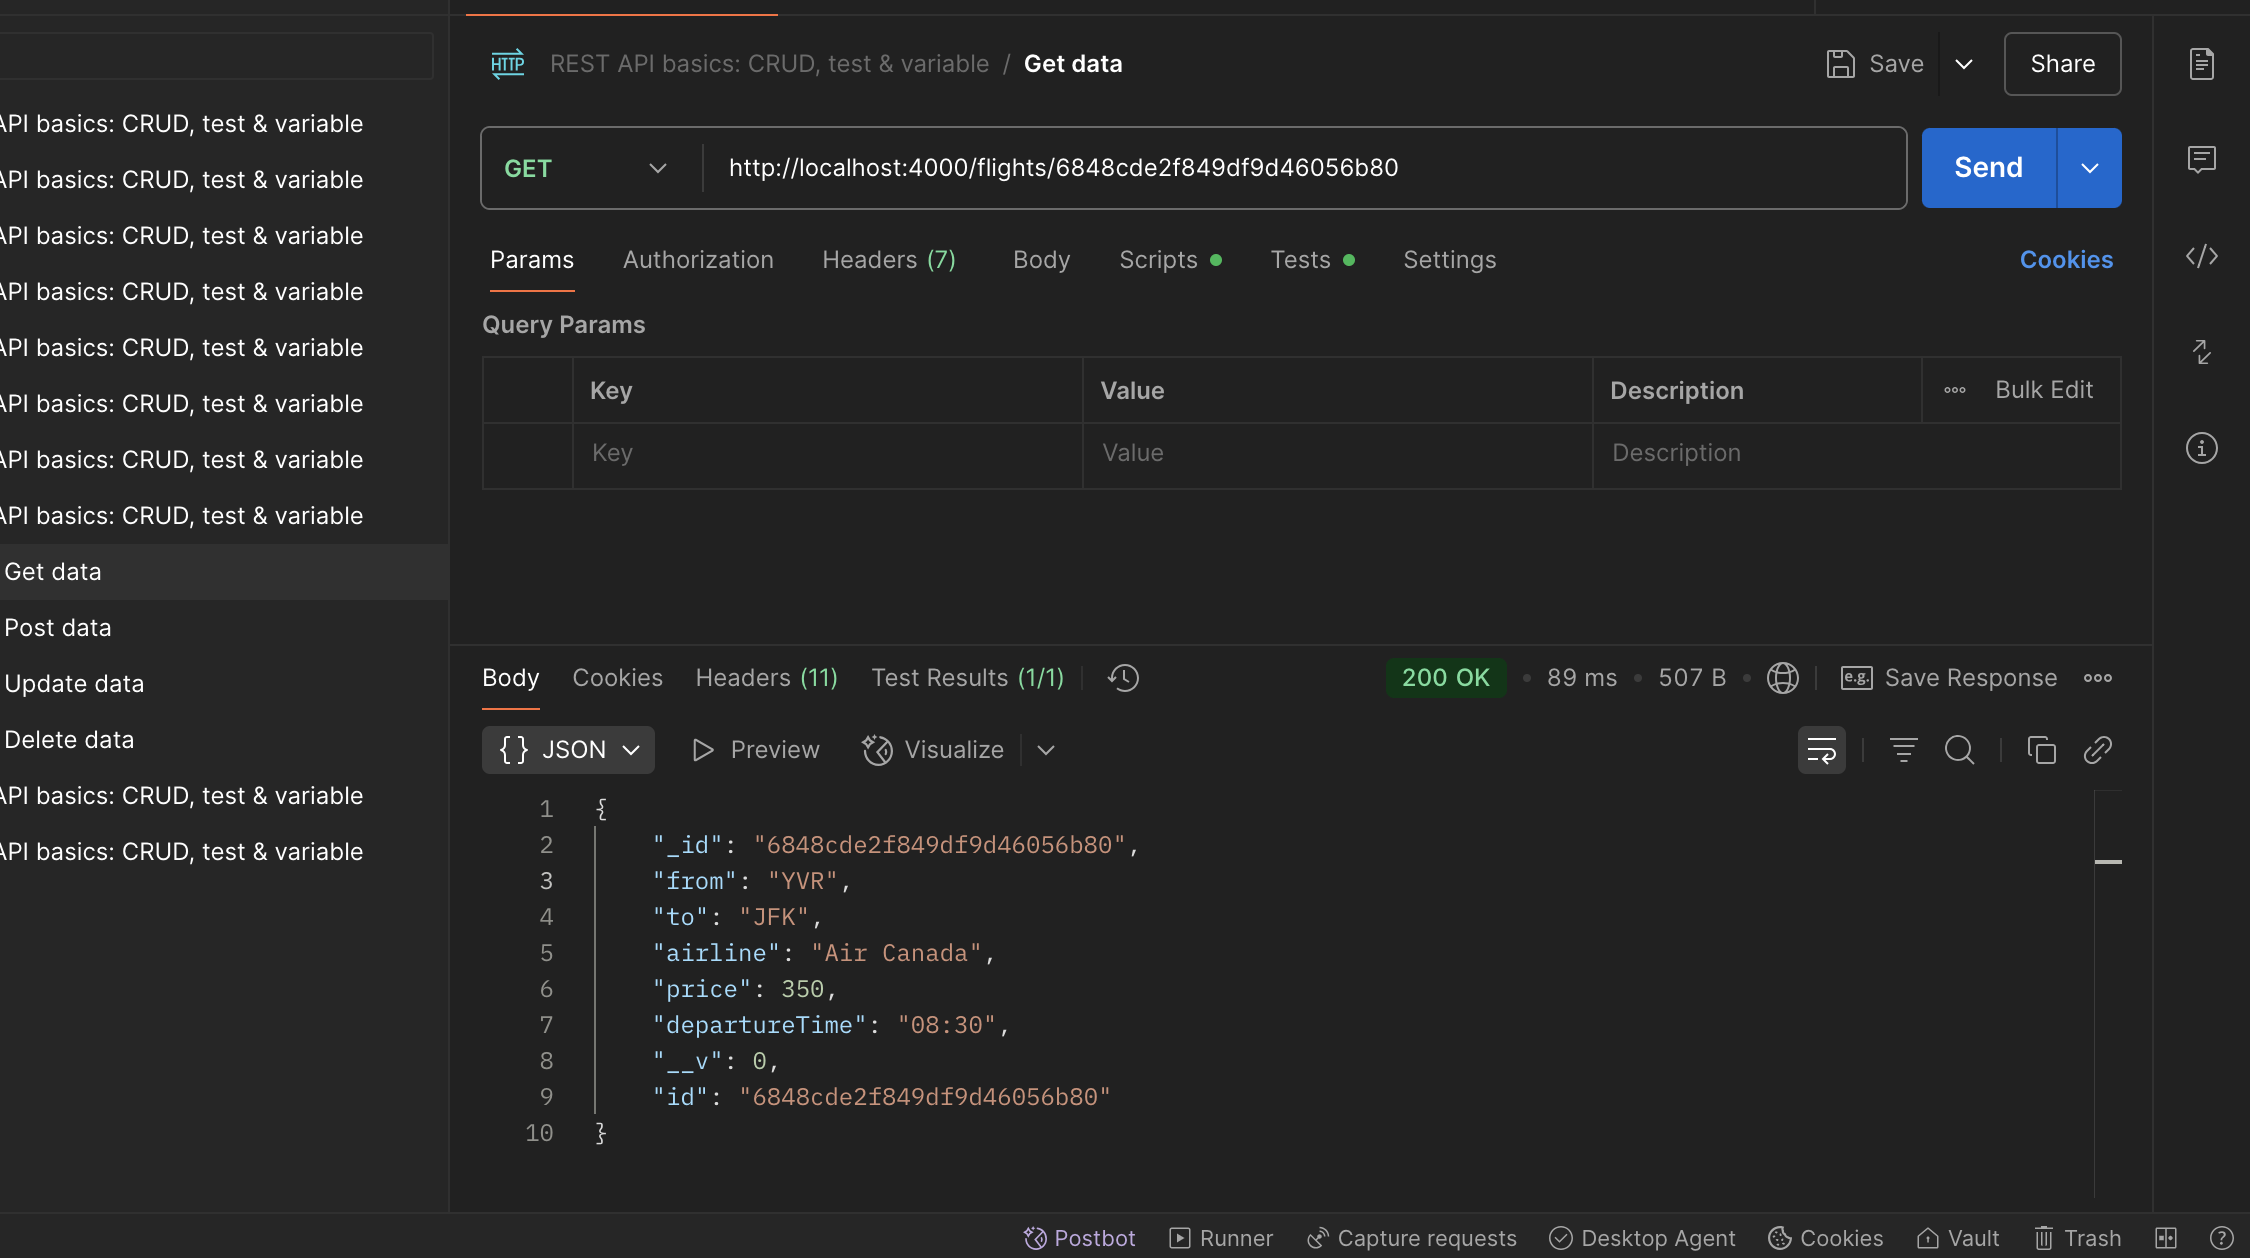 REST API basics: CRUD, test & variable / Get data
Save
Share
API basics: CRUD, test & variable
API basics: CRUD, test & variable
API basics: CRUD, test & variable
API basics: CRUD, test & variable
API basics: CRUD, test & variable
API basics: CRUD, test & variable
API basics: CRUD, test & variable
API basics: CRUD, test & variable
Get data
Post data
Update data
Delete data
API basics: CRUD, test & variable
API basics: CRUD, test & variable
HTTP
GET http://localhost:4000/flights/6848cde2f849df9d46056b80 Send
Params Authorization Headers (7) Body Scripts Tests Settings Cookies
Query Params
Key Value Description Bulk Edit
Key Value Description
Body Cookies Headers (11) Test Results (1/1) 200 OK 89 ms 507 B e.g. Save Response
{} JSON Preview Visualize
1 {
2 "_id": "6848cde2f849df9d46056b80",
3 "from": "YVR",
4 "to": "JFK",
5 "airline": "Air Canada",
6 "price": 350,
7 "departureTime": "08:30",
8 "__v": 0,
9 "id": "6848cde2f849df9d46056b80"
10 }
Postbot Runner Capture requests Desktop Agent Cookies Vault Trash